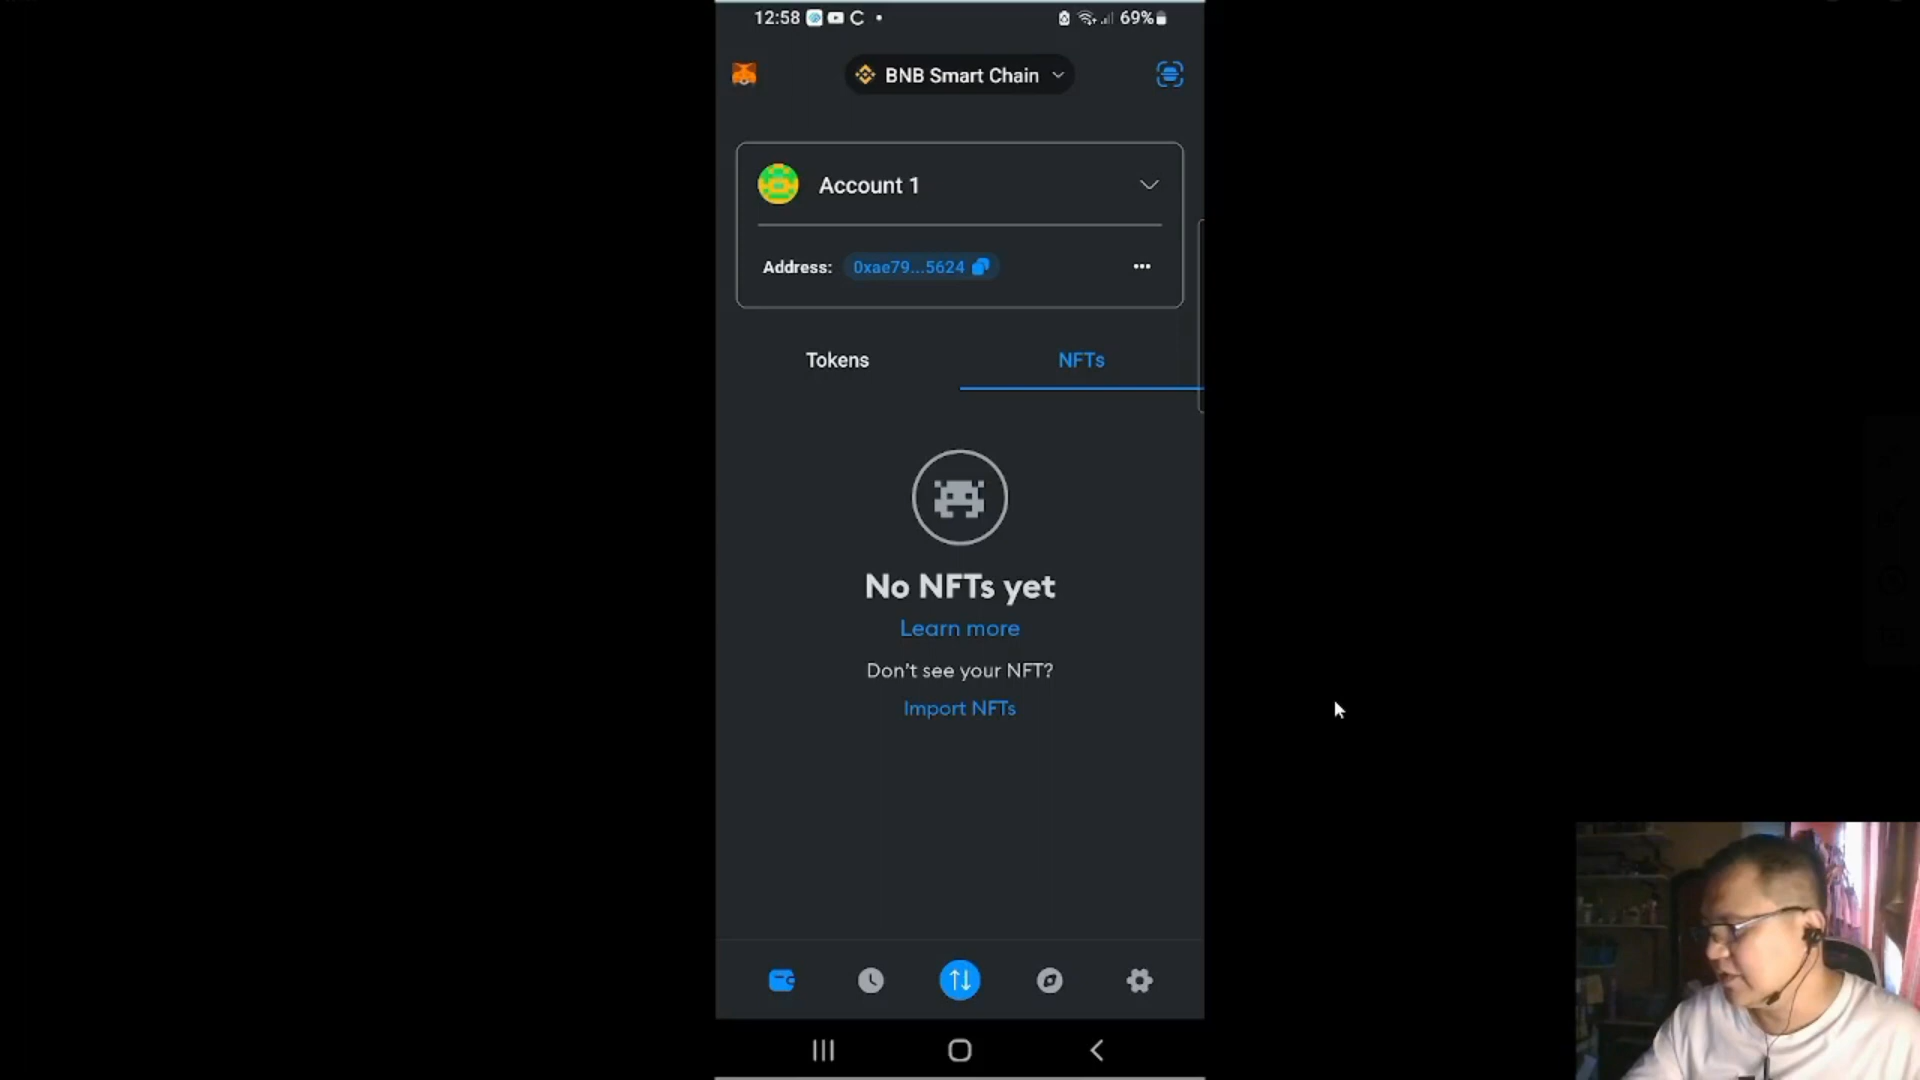 12:58 C • 69%
BNB Smart Chain
Account 1
Address: 0xae79...5624
Tokens NFTs
No NFTs yet
Learn more
Don't see your NFT?
Import NFTs